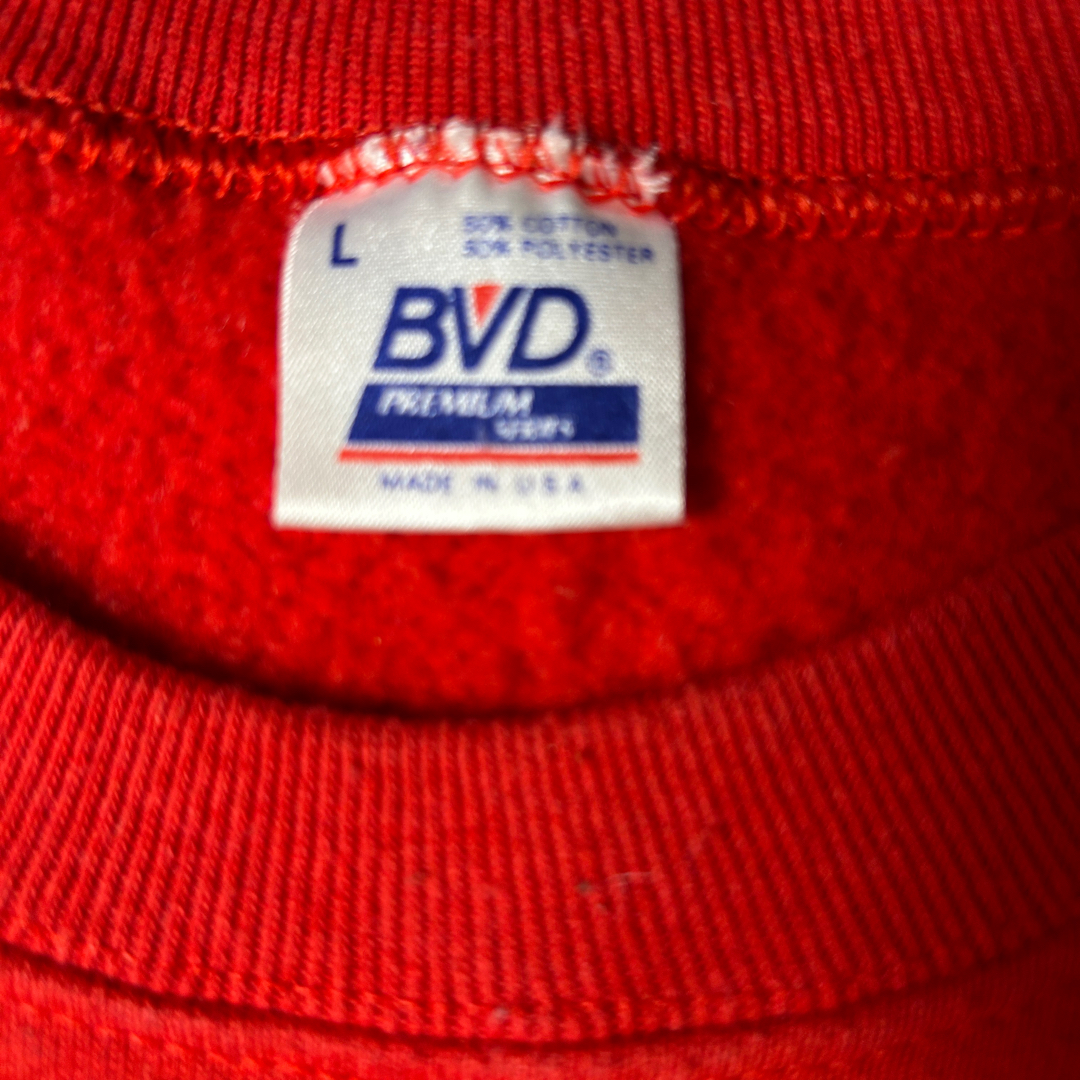 L
50% COTTON
50% POLYESTER
BVD®
PREMIUM
MADE IN U S A